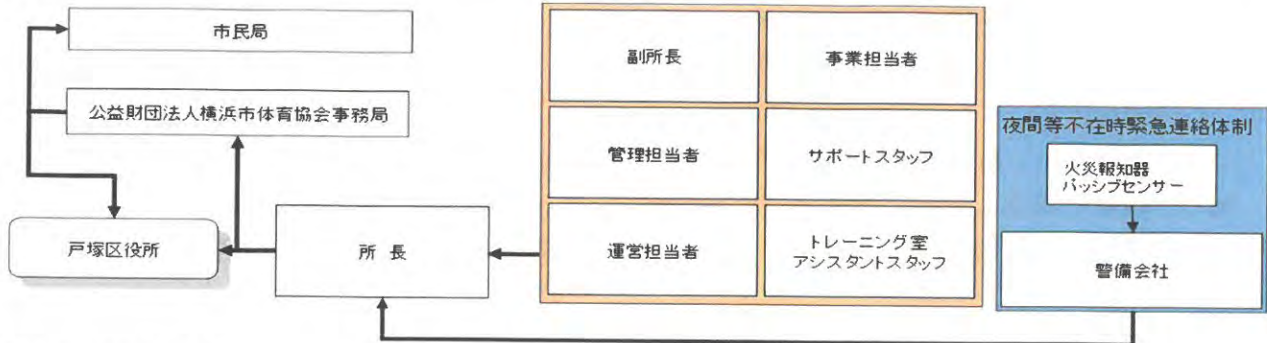 市民局
公益財団法人横浜市体育協会事務局
戸塚区役所
所長
副所長
事業担当者
管理担当者
サポートスタッフ
運営担当者
トレーニング室
アシスタントスタッフ
夜間等不在時緊急連絡体制
火災報知器
パッシブセンサー
警備会社